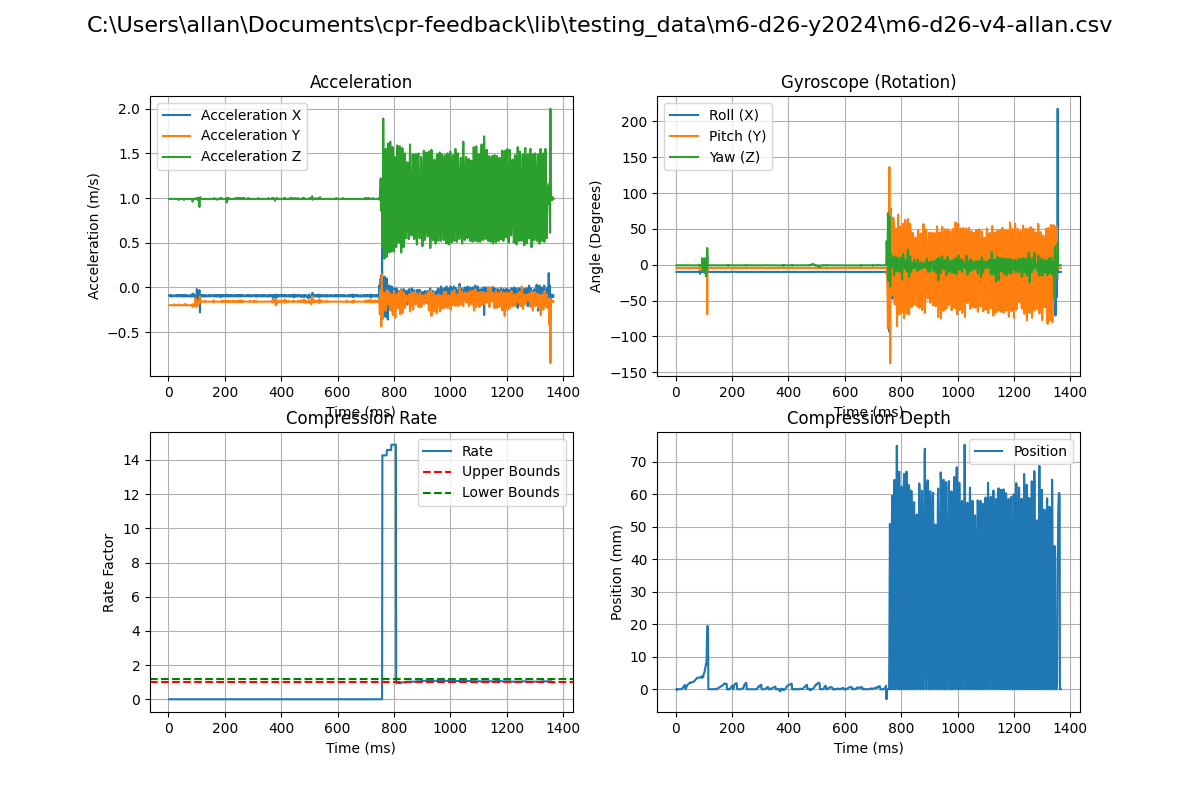 C:\Users\allan\Documents\cpr-feedback\lib\testing_data\m6-d26-y2024\m6-d26-v4-allan.csv
Acceleration
Acceleration X
Acceleration Y
Acceleration Z
2.0
1.5
1.0
0.5
0.0
−0.5
Acceleration (m/s)
0 200 400 600 800 1000 1200 1400
Time (ms)
Gyroscope (Rotation)
Roll (X)
Pitch (Y)
Yaw (Z)
200
150
100
50
0
−50
−100
−150
Angle (Degrees)
0 200 400 600 800 1000 1200 1400
Time (ms)
Compression Rate
Rate
Upper Bounds
Lower Bounds
14
12
10
8
6
4
2
0
Rate Factor
0 200 400 600 800 1000 1200 1400
Time (ms)
Compression Depth
Position
70
60
50
40
30
20
10
0
Position (mm)
0 200 400 600 800 1000 1200 1400
Time (ms)